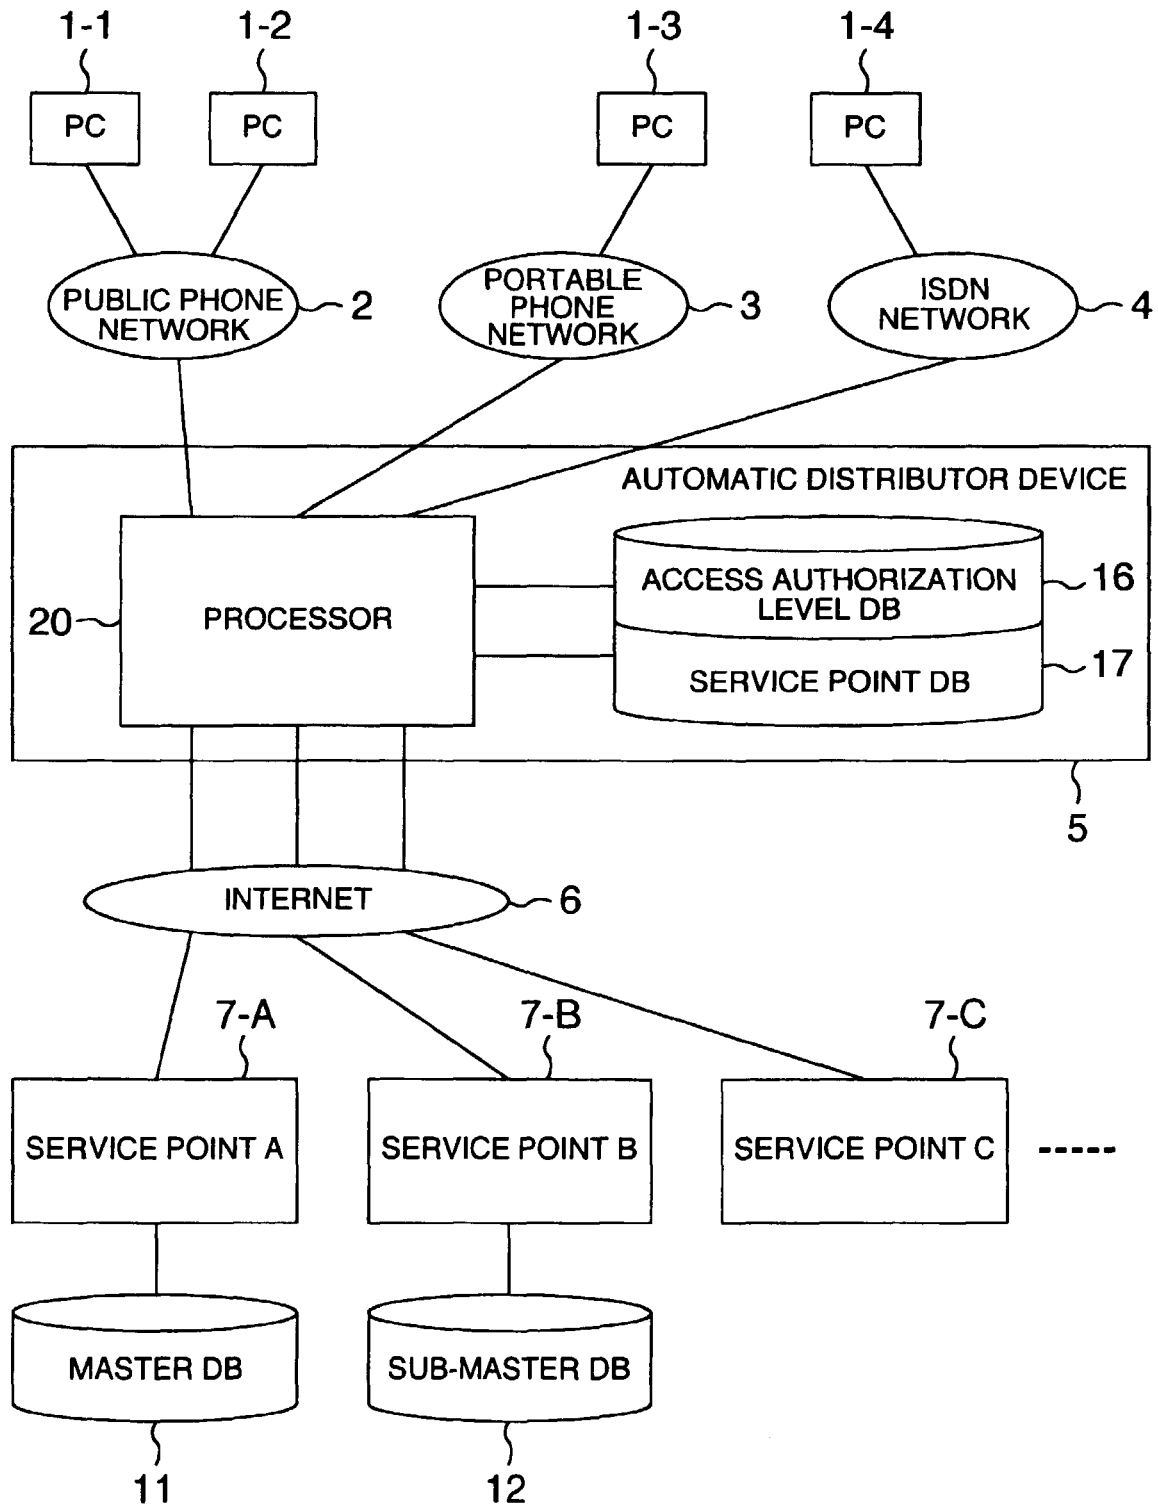 1-1
1-2
1-3
1-4
PC
PC
PC
PC
PUBLIC PHONE
NETWORK
2
PORTABLE
PHONE
NETWORK
3
ISDN
NETWORK
4
AUTOMATIC DISTRIBUTOR DEVICE
20
PROCESSOR
ACCESS AUTHORIZATION
LEVEL DB
16
SERVICE POINT DB
17
5
INTERNET
6
7-A
7-B
7-C
SERVICE POINT A
SERVICE POINT B
SERVICE POINT C
-----
MASTER DB
SUB-MASTER DB
11
12